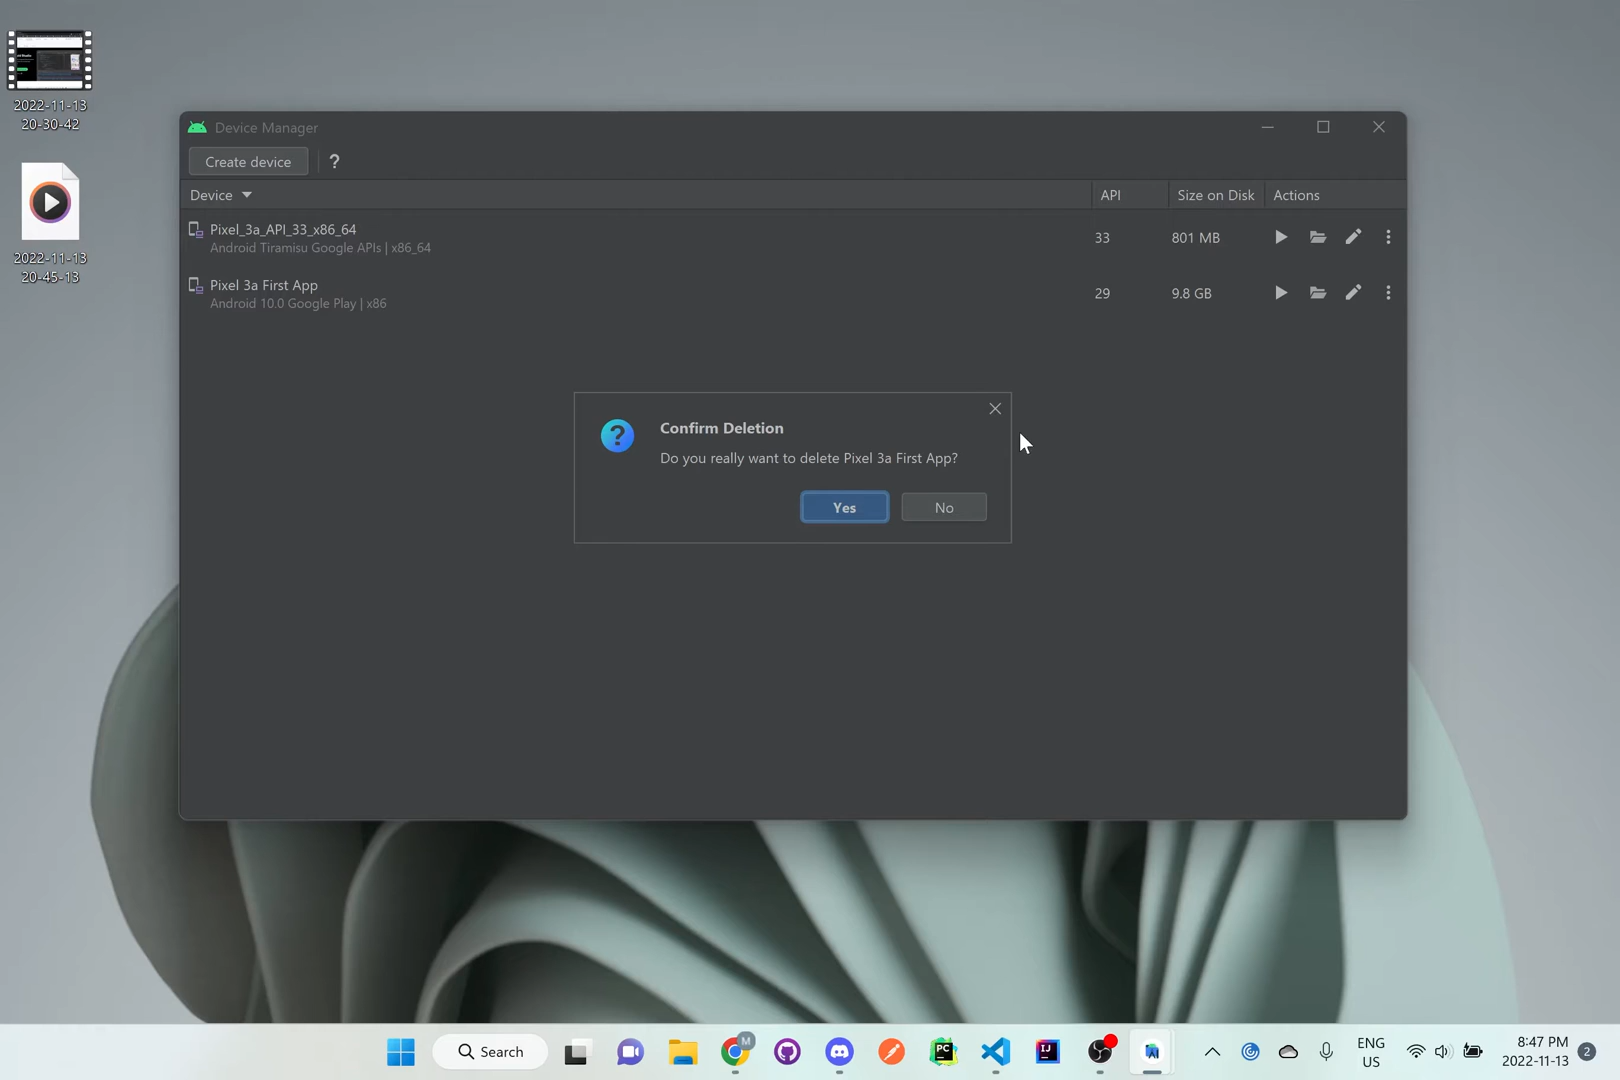 2022-11-13
20-30-42
2022-11-13
20-45-13
Device Manager
Create device ?
Device API Size on Disk Actions
Pixel_3a_API_33_x86_64
Android Tiramisu Google APIs | x86_64
33 801 MB
Pixel 3a First App
Android 10.0 Google Play | x86
29 9.8 GB
?
Confirm Deletion
Do you really want to delete Pixel 3a First App?
Yes No
Search
M
PC
IJ
ENG
US
8:47 PM
2022-11-13
2